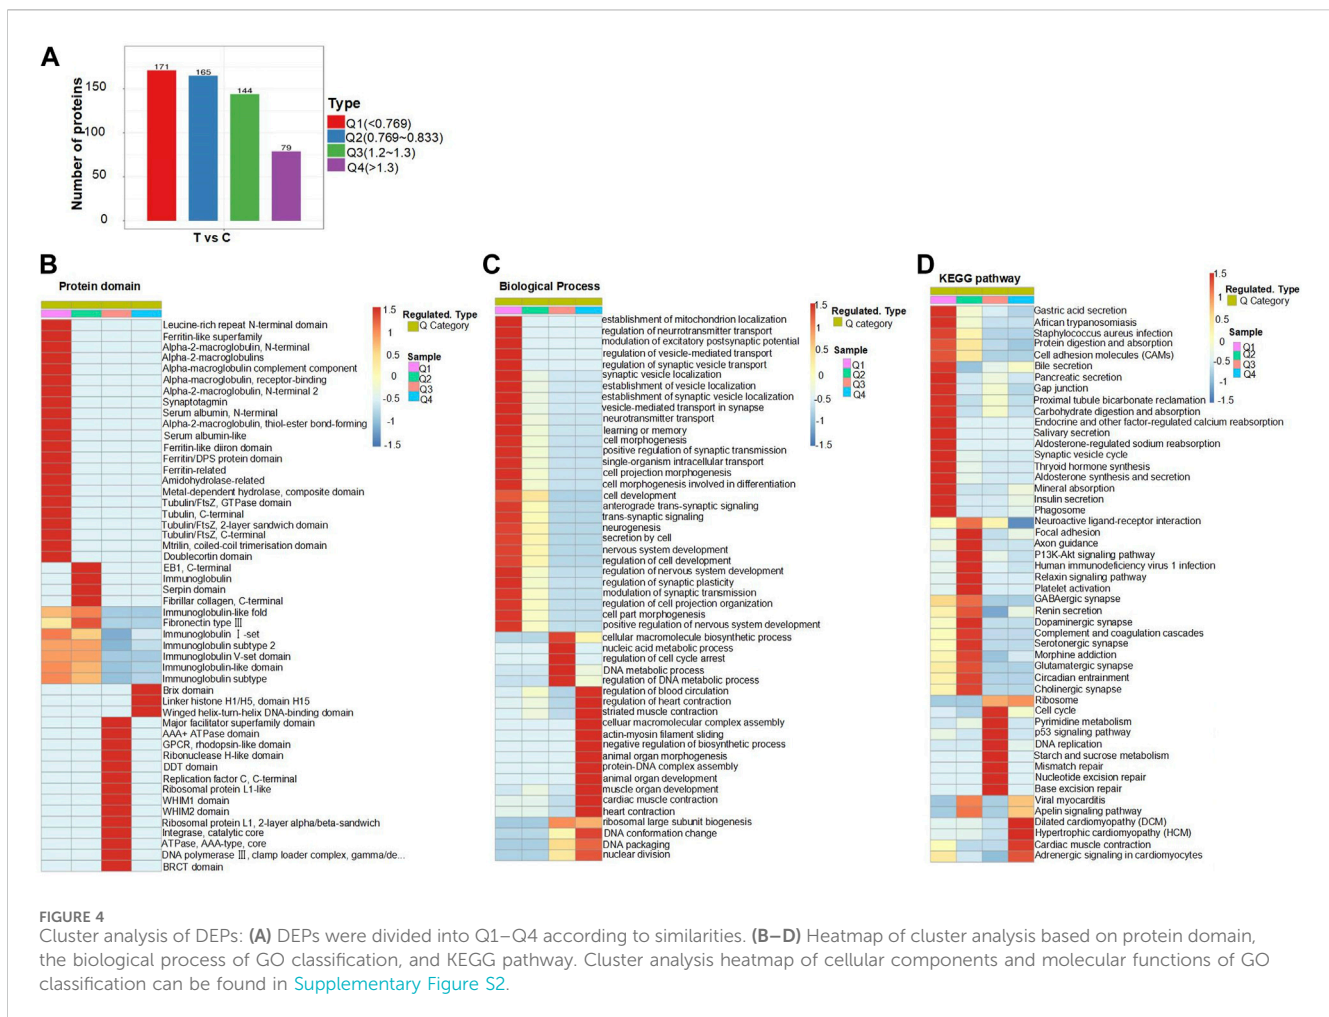 A
Number of proteins
150
100
50
0
171
165
144
79
T vs C
Type
Q1(<0.769)
Q2(0.769~0.833)
Q3(1.2~1.3)
Q4(>1.3)
B
Protein domain
Leucine-rich repeat N-terminal domain
Ferritin-like superfamily
Alpha-2-macroglobulin, N-terminal
Alpha-2-macroglobulins
Alpha-macroglobulin complement component
Alpha-macroglobulin, receptor-binding
Alpha-2-macroglobulin, N-terminal 2
Synaptotagmin
Serum albumin, N-terminal
Alpha-2-macroglobulin, thiol-ester bond-forming
Serum albumin-like
Ferritin-like diiron domain
Ferritin/DPS protein domain
Ferritin-related
Amidohydrolase-related
Metal-dependent hydrolase, composite domain
Tubulin/FtsZ, GTPase domain
Tubulin, C-terminal
Tubulin/FtsZ, 2-layer sandwich domain
Tubulin/FtsZ, C-terminal
Mtrilin, coiled-coil trimerisation domain
Doublecortin domain
EB1, C-terminal
Immunoglobulin
Serpin domain
Fibrillar collagen, C-terminal
Immunoglobulin-like fold
Fibronectin type Ⅲ
Immunoglobulin Ⅰ-set
Immunoglobulin subtype 2
Immunoglobulin V-set domain
Immunoglobulin-like domain
Immunoglobulin subtype
Brix domain
Linker histone H1/H5, domain H15
Winged helix-turn-helix DNA-binding domain
Major facilitator superfamily domain
AAA+ ATPase domain
GPCR, rhodopsin-like domain
Ribonuclease H-like domain
DDT domain
Replication factor C, C-terminal
Ribosomal protein L1-like
WHIM1 domain
WHIM2 domain
Ribosomal protein L1, 2-layer alpha/beta-sandwich
Integrase, catalytic core
ATPase, AAA-type, core
DNA polymerase Ⅲ, clamp loader complex, gamma/de...
BRCT domain
1.5
1
0.5
0
-0.5
-1
-1.5
Regulated. Type
Q Category
Sample
Q1
Q2
Q3
Q4
C
Biological Process
establishment of mitochondrion localization
regulation of neurotransmitter transport
modulation of excitatory postsynaptic potential
regulation of vesicle-mediated transport
regulation of synaptic vesicle transport
synaptic vesicle localization
establishment of vesicle localization
establishment of synaptic vesicle localization
vesicle-mediated transport in synapse
neurotransmitter transport
learning or memory
cell morphogenesis
positive regulation of synaptic transmission
single-organism intracellular transport
cell projection morphogenesis
cell morphogenesis involved in differentiation
cell development
anterograde trans-synaptic signaling
trans-synaptic signaling
neurogenesis
secretion by cell
nervous system development
regulation of cell development
regulation of nervous system development
regulation of synaptic plasticity
modulation of synaptic transmission
regulation of cell projection organization
cell part morphogenesis
positive regulation of nervous system development
cellular macromolecule biosynthetic process
nucleic acid metabolic process
regulation of cell cycle arrest
DNA metabolic process
regulation of DNA metabolic process
regulation of blood circulation
regulation of heart contraction
striated muscle contraction
celluar macromolecular complex assembly
actin-myosin filament sliding
negative regulation of biosynthetic process
animal organ morphogenesis
protein-DNA complex assembly
animal organ development
muscle organ development
cardiac muscle contraction
heart contraction
ribosomal large subunit biogenesis
DNA conformation change
DNA packaging
nuclear division
1.5
1
0.5
0
-0.5
-1
-1.5
Regulated. Type
Q category
Sample
Q1
Q2
Q3
Q4
D
KEGG pathway
Gastric acid secretion
African trypanosomiasis
Staphylococcus aureus infection
Protein digestion and absorption
Cell adhesion molecules (CAMs)
Bile secretion
Pancreatic secretion
Gap junction
Proximal tubule bicarbonate reclamation
Carbohydrate digestion and absorption
Endocrine and other factor-regulated calcium reabsorption
Salivary secretion
Aldosterone-regulated sodium reabsorption
Synaptic vesicle cycle
Thryoid hormone synthesis
Aldosterone synthesis and secretion
Mineral absorption
Insulin secretion
Phagosome
Neuroactive ligand-receptor interaction
Focal adhesion
Axon guidance
P13K-Akt signaling pathway
Human immunodeficiency virus 1 infection
Relaxin signaling pathway
Platelet activation
GABAergic synapse
Renin secretion
Dopaminergic synapse
Complement and coagulation cascades
Serotonergic synapse
Morphine addiction
Glutamatergic synapse
Circadian entrainment
Cholinergic synapse
Ribosome
Cell cycle
Pyrimidine metabolism
p53 signaling pathway
DNA replication
Starch and sucrose metabolism
Mismatch repair
Nucleotide excision repair
Base excision repair
Viral myocarditis
Apelin signaling pathway
Dilated cardiomyopathy (DCM)
Hypertrophic cardiomyopathy (HCM)
Cardiac muscle contraction
Adrenergic signaling in cardiomyocytes
1.5
1
0.5
0
-0.5
-1
-1.5
Regulated. Type
Q Category
Sample
Q1
Q2
Q3
Q4
FIGURE 4
Cluster analysis of DEPs: (A) DEPs were divided into Q1–Q4 according to similarities. (B–D) Heatmap of cluster analysis based on protein domain,
the biological process of GO classification, and KEGG pathway. Cluster analysis heatmap of cellular components and molecular functions of GO
classification can be found in Supplementary Figure S2.